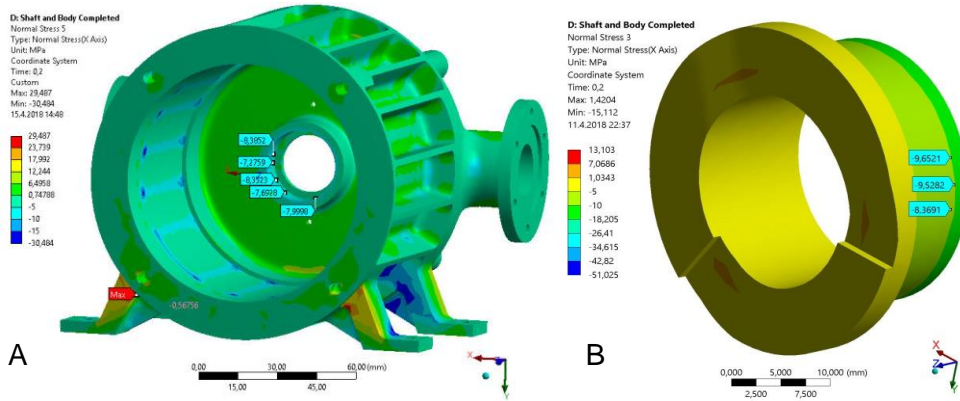 D: Shaft and Body Completed
Normal Stress 5
Type: Normal Stress(X Axis)
Unit: MPa
Coordinate System
Time: 0,2
Custom
Max: 29,487
Min: -30,484
15.4.2018 14:48
29,487
23,739
17,992
12,244
6,4958
0,74788
-5
-10
-15
-30,484
-8,3852
-7,2759
-8,3523
-7,6928
-7,9998
Max
-0,56756
A
0,00
30,00
60,00 (mm)
15,00
45,00
X
Y
D: Shaft and Body Completed
Normal Stress 3
Type: Normal Stress(X Axis)
Unit: MPa
Coordinate System
Time: 0,2
Max: 1,4204
Min: -15,112
11.4.2018 22:37
13,103
7,0686
1,0343
-5
-10
-18,205
-26,41
-34,615
-42,82
-51,025
-9,6521
-9,5282
-8,3691
B
0,000
5,000
10,000 (mm)
2,500
7,500
X
Z
Y